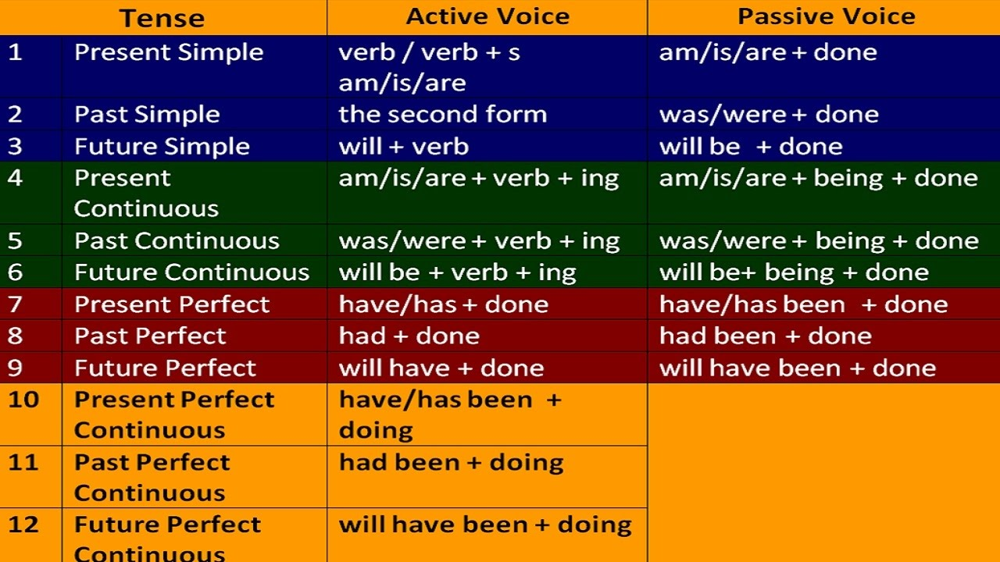 Tense Active Voice Passive Voice
1 Present Simple verb / verb + s am/is/are + done
am/is/are
2 Past Simple the second form was/were + done
3 Future Simple will + verb will be + done
4 Present am/is/are + verb + ing am/is/are + being + done
Continuous
5 Past Continuous was/were + verb + ing was/were + being + done
6 Future Continuous will be + verb + ing will be+ being + done
7 Present Perfect have/has + done have/has been + done
8 Past Perfect had + done had been + done
9 Future Perfect will have + done will have been + done
10 Present Perfect have/has been +
Continuous doing
11 Past Perfect had been + doing
Continuous
12 Future Perfect will have been + doing
Continuous